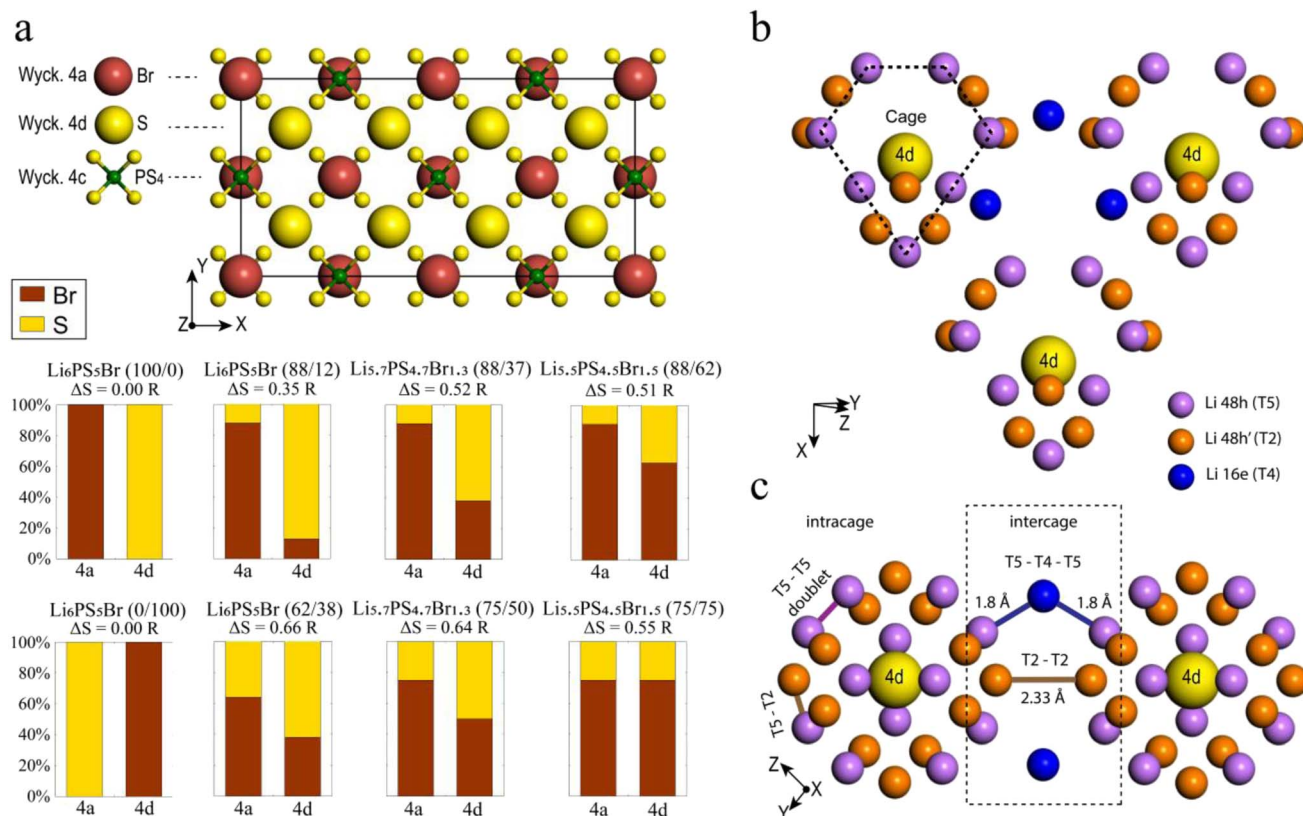 a
Wyck. 4a Br
Wyck. 4d S
Wyck. 4c PS₄
Y
Z X
Br
S
Li₆PS₅Br (100/0)
ΔS = 0.00 R
Li₆PS₅Br (88/12)
ΔS = 0.35 R
Li₅.₇PS₄.₇Br₁.₃ (88/37)
ΔS = 0.52 R
Li₅.₅PS₄.₅Br₁.₅ (88/62)
ΔS = 0.51 R
100%
80%
60%
40%
20%
0%
4a 4d 4a 4d 4a 4d 4a 4d
Li₆PS₅Br (0/100)
ΔS = 0.00 R
Li₆PS₅Br (62/38)
ΔS = 0.66 R
Li₅.₇PS₄.₇Br₁.₃ (75/50)
ΔS = 0.64 R
Li₅.₅PS₄.₅Br₁.₅ (75/75)
ΔS = 0.55 R
100%
80%
60%
40%
20%
0%
4a 4d 4a 4d 4a 4d 4a 4d
b
Cage
4d
4d
4d
Y
Z
X
Li 48h (T5)
Li 48h' (T2)
Li 16e (T4)
c
intracage
intercage
T5 - T5
doublet
T5 - T4 - T5
1.8 Å 1.8 Å
4d
T2 - T2
4d
2.33 Å
T5 - T2
Z
X
Y